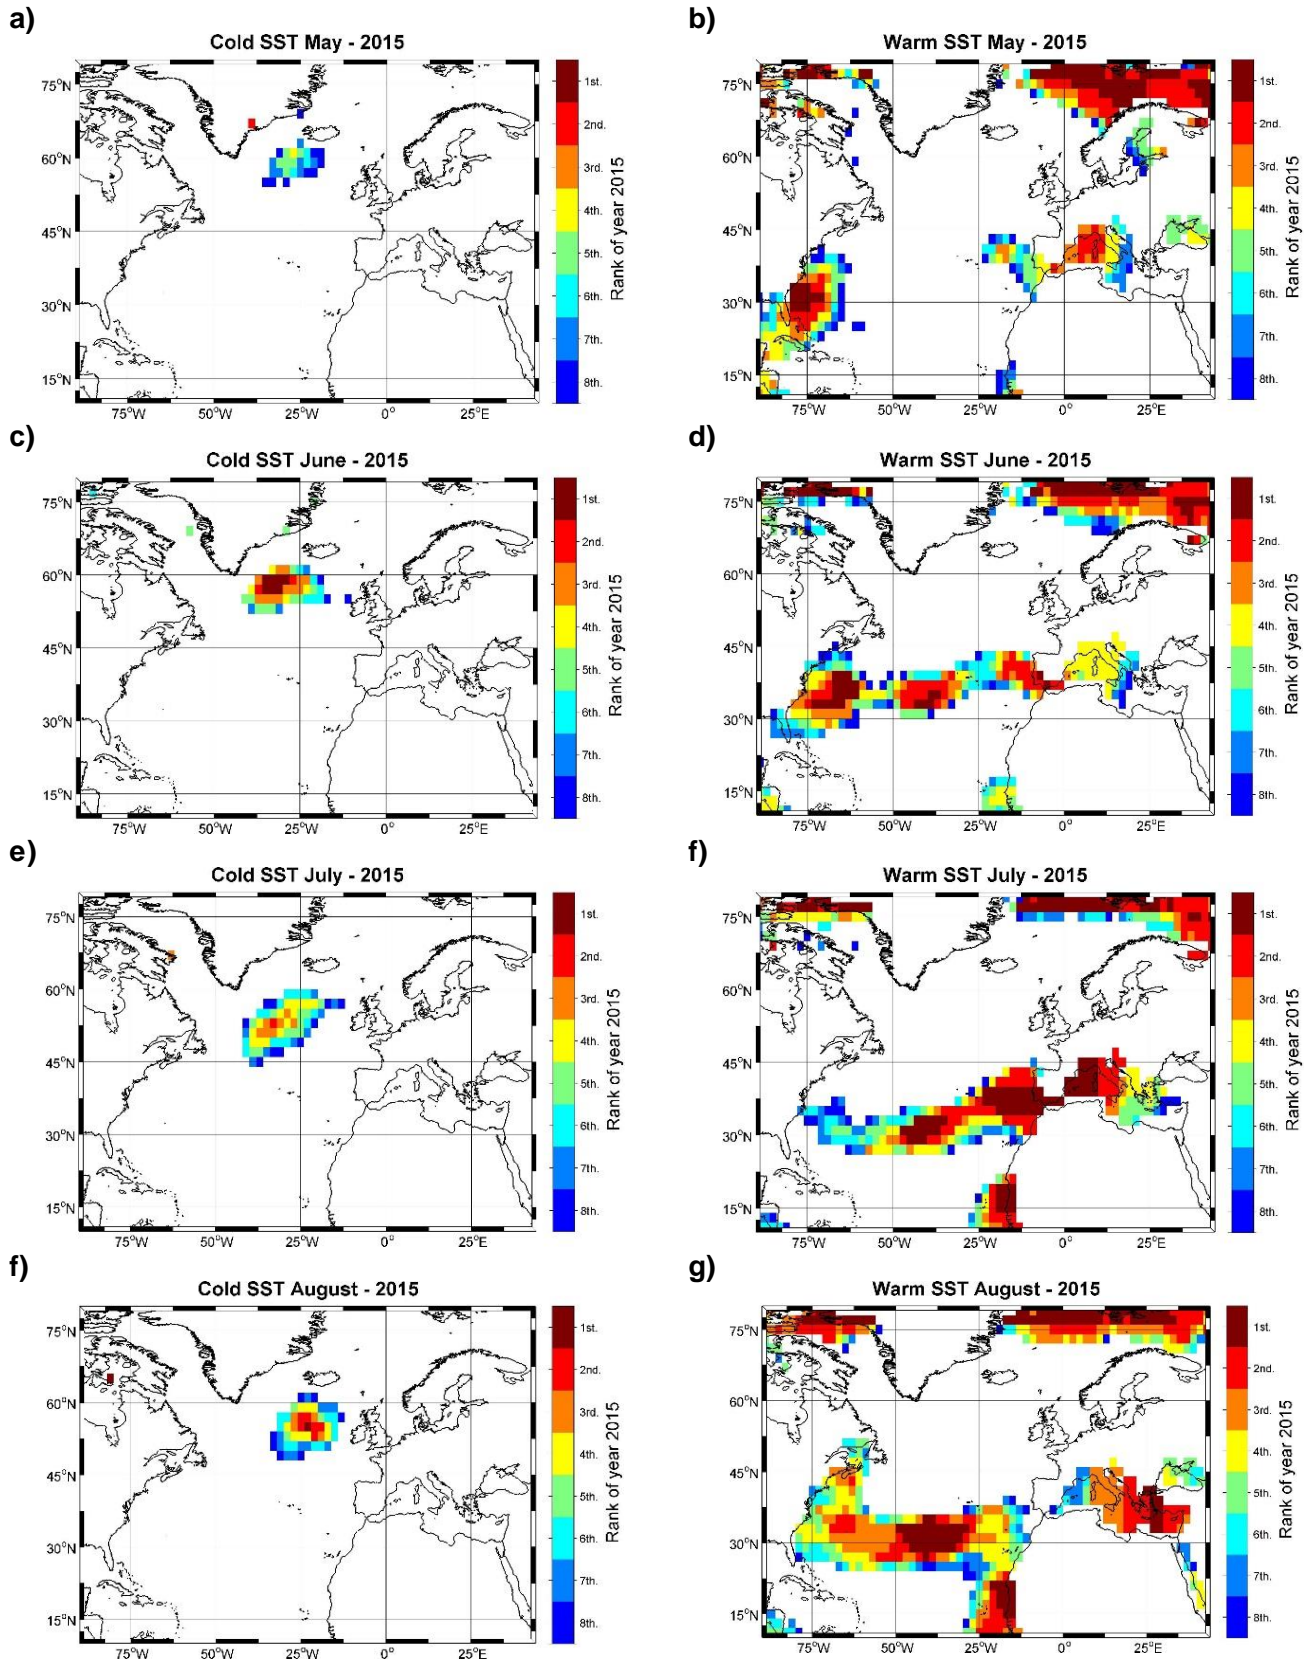 a)
Cold SST May - 2015
75°N
60°N
45°N
30°N
15°N
75°W
50°W
25°W
0°
25°E
1st.
2nd.
3rd.
4th.
5th.
6th.
7th.
8th.
Rank of year 2015
b)
Warm SST May - 2015
75°N
60°N
45°N
30°N
15°N
75°W
50°W
25°W
0°
25°E
1st.
2nd.
3rd.
4th.
5th.
6th.
7th.
8th.
Rank of year 2015
c)
Cold SST June - 2015
75°N
60°N
45°N
30°N
15°N
75°W
50°W
25°W
0°
25°E
1st.
2nd.
3rd.
4th.
5th.
6th.
7th.
8th.
Rank of year 2015
d)
Warm SST June - 2015
75°N
60°N
45°N
30°N
15°N
75°W
50°W
25°W
0°
25°E
1st.
2nd.
3rd.
4th.
5th.
6th.
7th.
8th.
Rank of year 2015
e)
Cold SST July - 2015
75°N
60°N
45°N
30°N
15°N
75°W
50°W
25°W
0°
25°E
1st.
2nd.
3rd.
4th.
5th.
6th.
7th.
8th.
Rank of year 2015
f)
Warm SST July - 2015
75°N
60°N
45°N
30°N
15°N
75°W
50°W
25°W
0°
25°E
1st.
2nd.
3rd.
4th.
5th.
6th.
7th.
8th.
Rank of year 2015
f)
Cold SST August - 2015
75°N
60°N
45°N
30°N
15°N
75°W
50°W
25°W
0°
25°E
1st.
2nd.
3rd.
4th.
5th.
6th.
7th.
8th.
Rank of year 2015
g)
Warm SST August - 2015
75°N
60°N
45°N
30°N
15°N
75°W
50°W
25°W
0°
25°E
1st.
2nd.
3rd.
4th.
5th.
6th.
7th.
8th.
Rank of year 2015